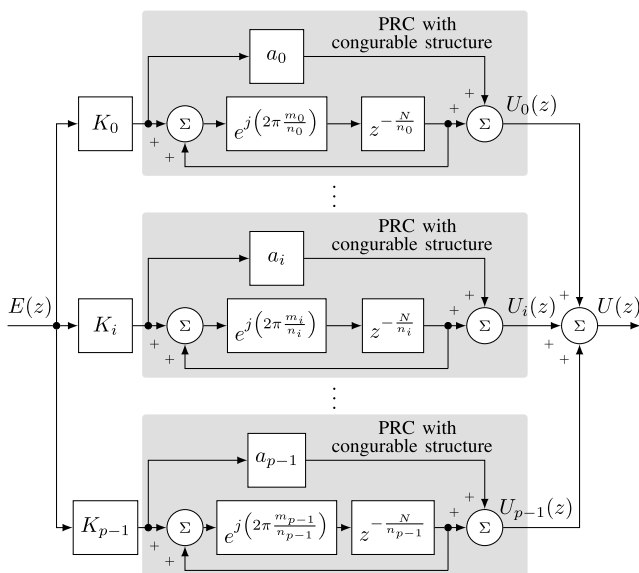 PRC with
congurable structure
a_0
+
E(z)
K_0
+
Σ
+
e^{j(2π m_0/n_0)}
z^{-N/n_0}
+
Σ
U_0(z)
⋮
PRC with
congurable structure
a_i
+
K_i
+
Σ
+
e^{j(2π m_i/n_i)}
z^{-N/n_i}
+
Σ
U_i(z)
+
+
Σ
+
U(z)
⋮
PRC with
congurable structure
a_{p-1}
+
K_{p-1}
+
Σ
+
e^{j(2π m_{p-1}/n_{p-1})}
z^{-N/n_{p-1}}
+
Σ
U_{p-1}(z)